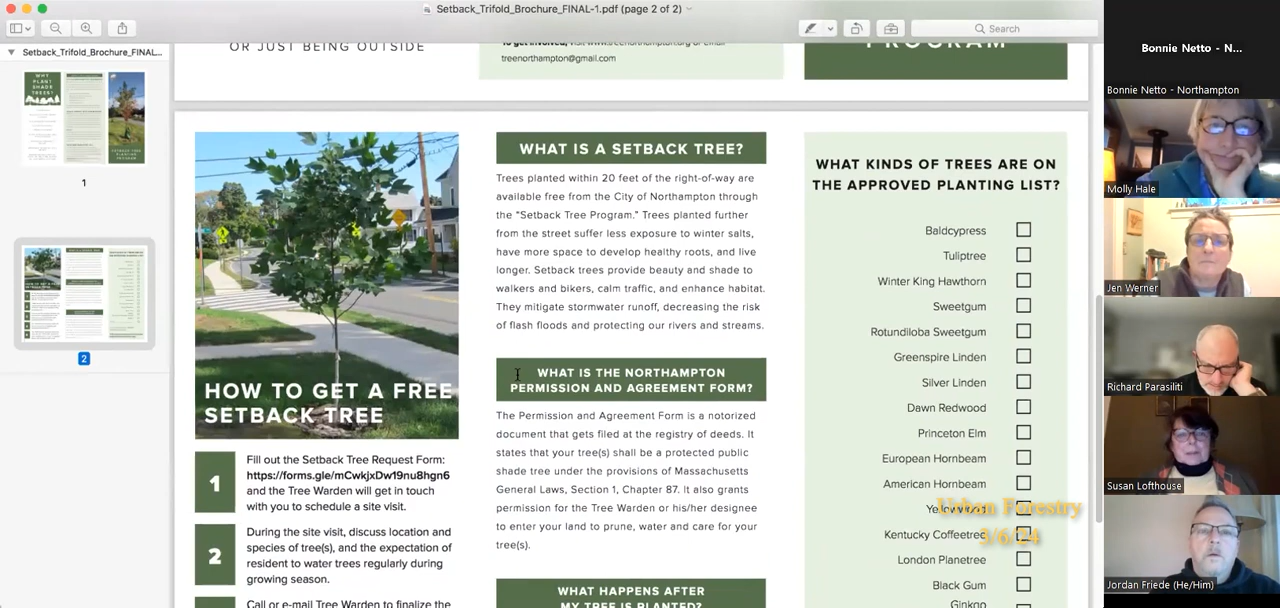 Setback_Trifold_Brochure_FINAL-1.pdf (page 2 of 2)
Search
Setback_Trifold_Brochure_FINAL...
WHY
PLANT
SHADE
TREES?
1
2
OR JUST BEING OUTSIDE
treenorthampton@gmail.com
PROGRAM
HOW TO GET A FREE
SETBACK TREE
1
Fill out the Setback Tree Request Form:
https://forms.gle/mCwkjxDw19nu8hgn6
and the Tree Warden will get in touch
with you to schedule a site visit.
2
During the site visit, discuss location and
species of tree(s), and the expectation of
resident to water trees regularly during
growing season.
Call or e-mail Tree Warden to finalize the
WHAT IS A SETBACK TREE?
Trees planted within 20 feet of the right-of-way are
available free from the City of Northampton through
the “Setback Tree Program.” Trees planted further
from the street suffer less exposure to winter salts,
have more space to develop healthy roots, and live
longer. Setback trees provide beauty and shade to
walkers and bikers, calm traffic, and enhance habitat.
They mitigate stormwater runoff, decreasing the risk
of flash floods and protecting our rivers and streams.
WHAT IS THE NORTHAMPTON
PERMISSION AND AGREEMENT FORM?
The Permission and Agreement Form is a notorized
document that gets filed at the registry of deeds. It
states that your tree(s) shall be a protected public
shade tree under the provisions of Massachusetts
General Laws, Section 1, Chapter 87. It also grants
permission for the Tree Warden or his/her designee
to enter your land to prune, water and care for your
tree(s).
WHAT HAPPENS AFTER
MY TREE IS PLANTED?
WHAT KINDS OF TREES ARE ON
THE APPROVED PLANTING LIST?
Baldcypress
Tuliptree
Winter King Hawthorn
Sweetgum
Rotundiloba Sweetgum
Greenspire Linden
Silver Linden
Dawn Redwood
Princeton Elm
European Hornbeam
American Hornbeam
Yellowwood
Kentucky Coffeetree
London Planetree
Black Gum
Ginkgo
Urban Forestry
3/6/24
Bonnie Netto - N...
Bonnie Netto - Northampton
Molly Hale
Jen Werner
Richard Parasiliti
Susan Lofthouse
Jordan Friede (He/Him)